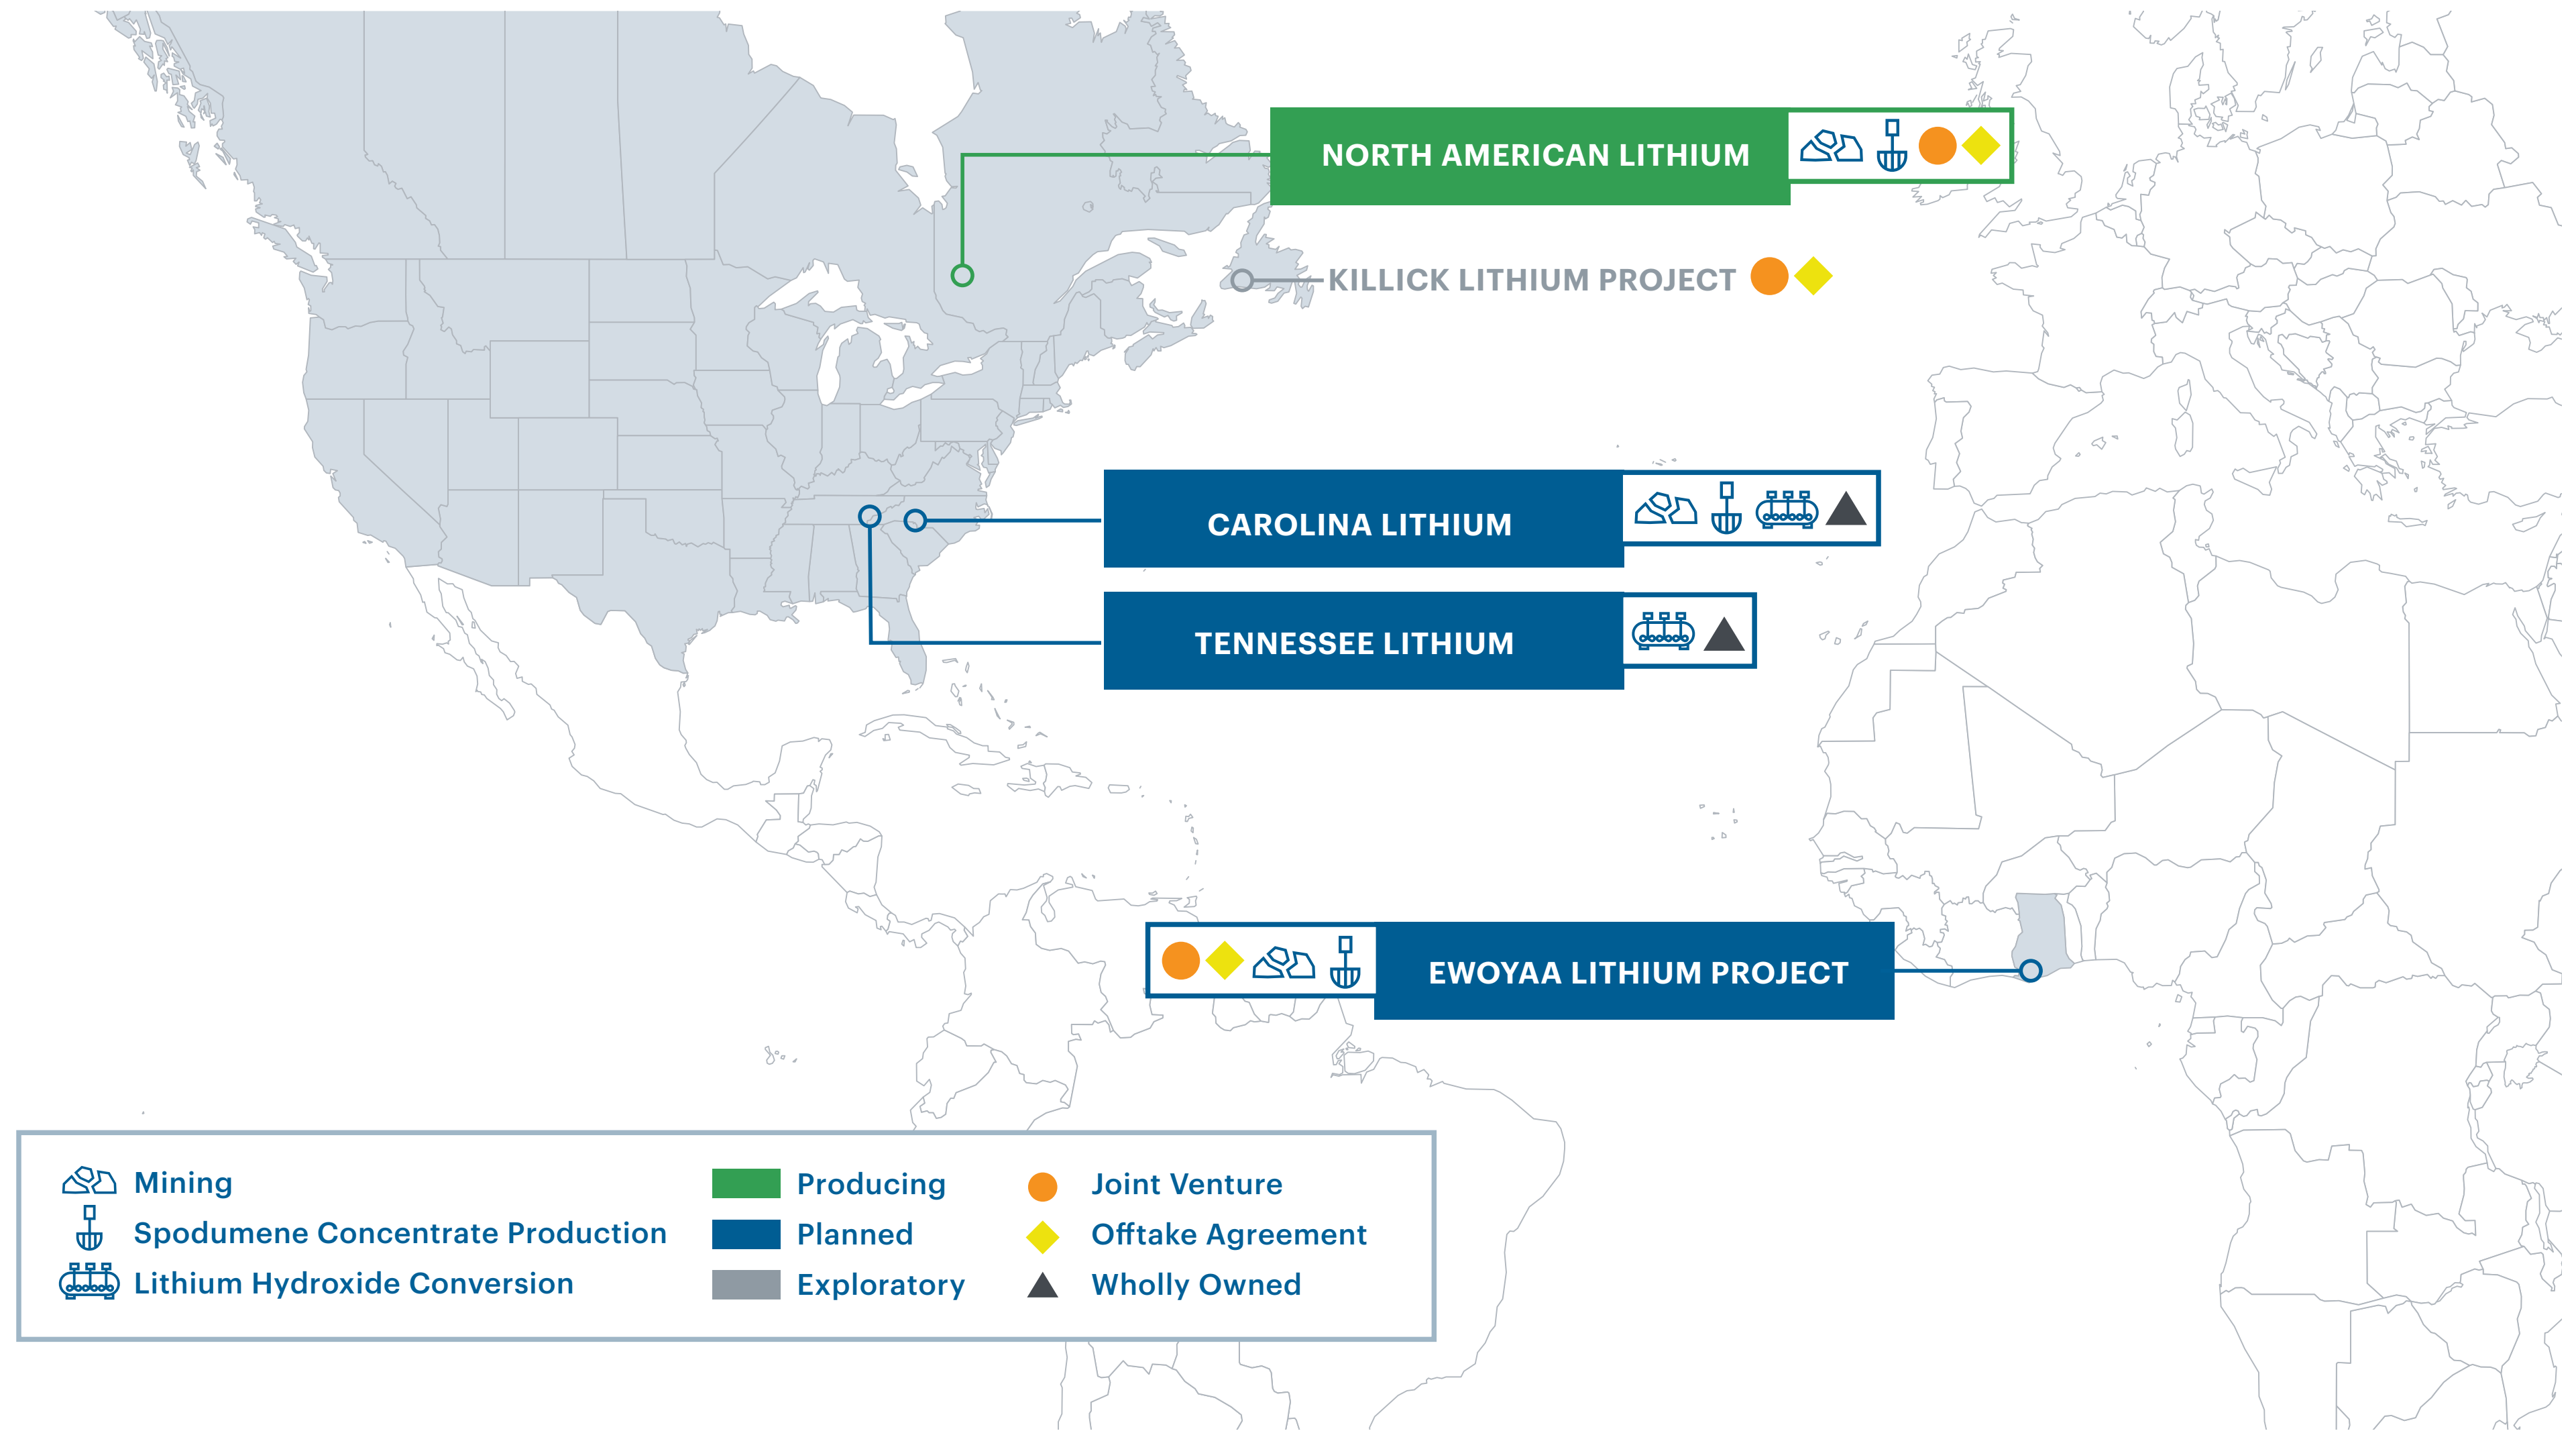 NORTH AMERICAN LITHIUM
KILLICK LITHIUM PROJECT
CAROLINA LITHIUM
TENNESSEE LITHIUM
EWOYAA LITHIUM PROJECT
Mining
Spodumene Concentrate Production
Lithium Hydroxide Conversion
Producing
Planned
Exploratory
Joint Venture
Offtake Agreement
Wholly Owned